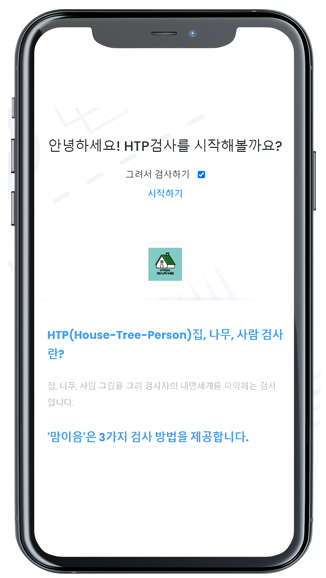 안녕하세요! HTP검사를 시작해볼까요?
그려서 검사하기
시작하기
HTP(House-Tree-Person)집, 나무, 사람 검사
란?
집, 나무, 사람 그림을 그려 검사자의 내면세계를 파악하는 검사
입니다.
'맘이음'은 3가지 검사 방법을 제공합니다.